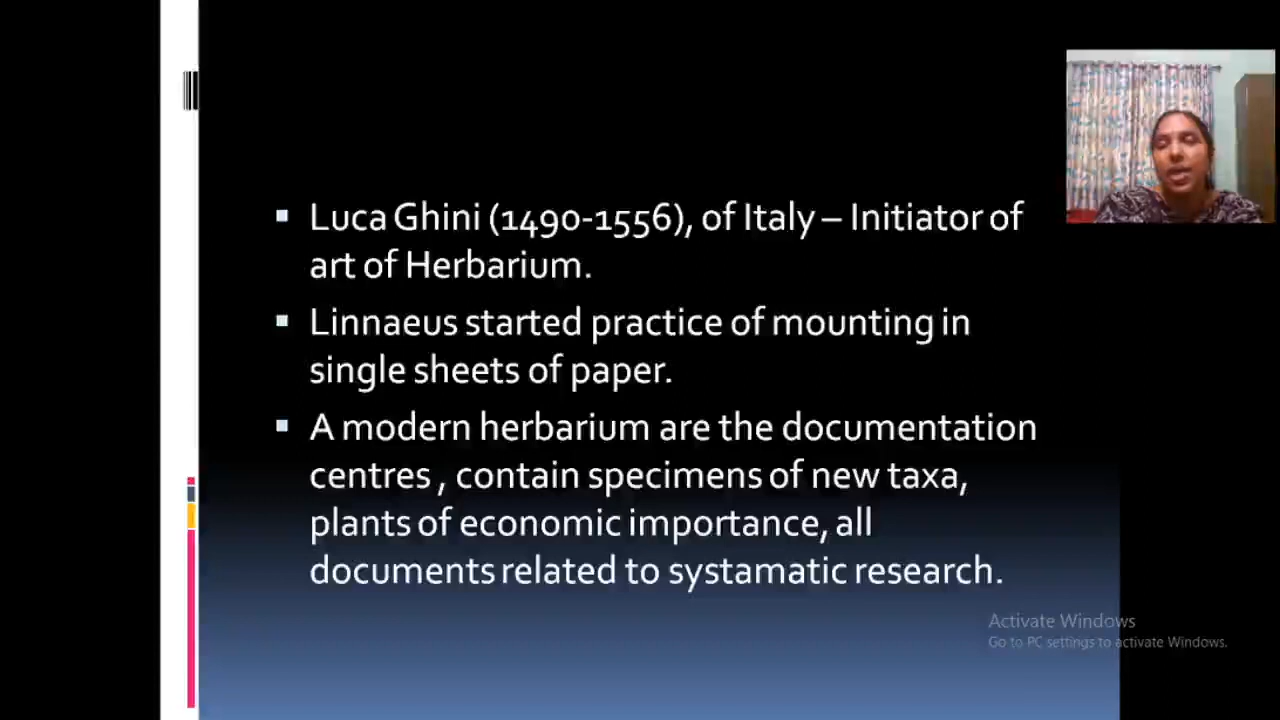 Luca Ghini (1490-1556), of Italy – Initiator of
art of Herbarium.
Linnaeus started practice of mounting in
single sheets of paper.
A modern herbarium are the documentation
centres , contain specimens of new taxa,
plants of economic importance, all
documents related to systamatic research.
Activate Windows
Go to PC settings to activate Windows.